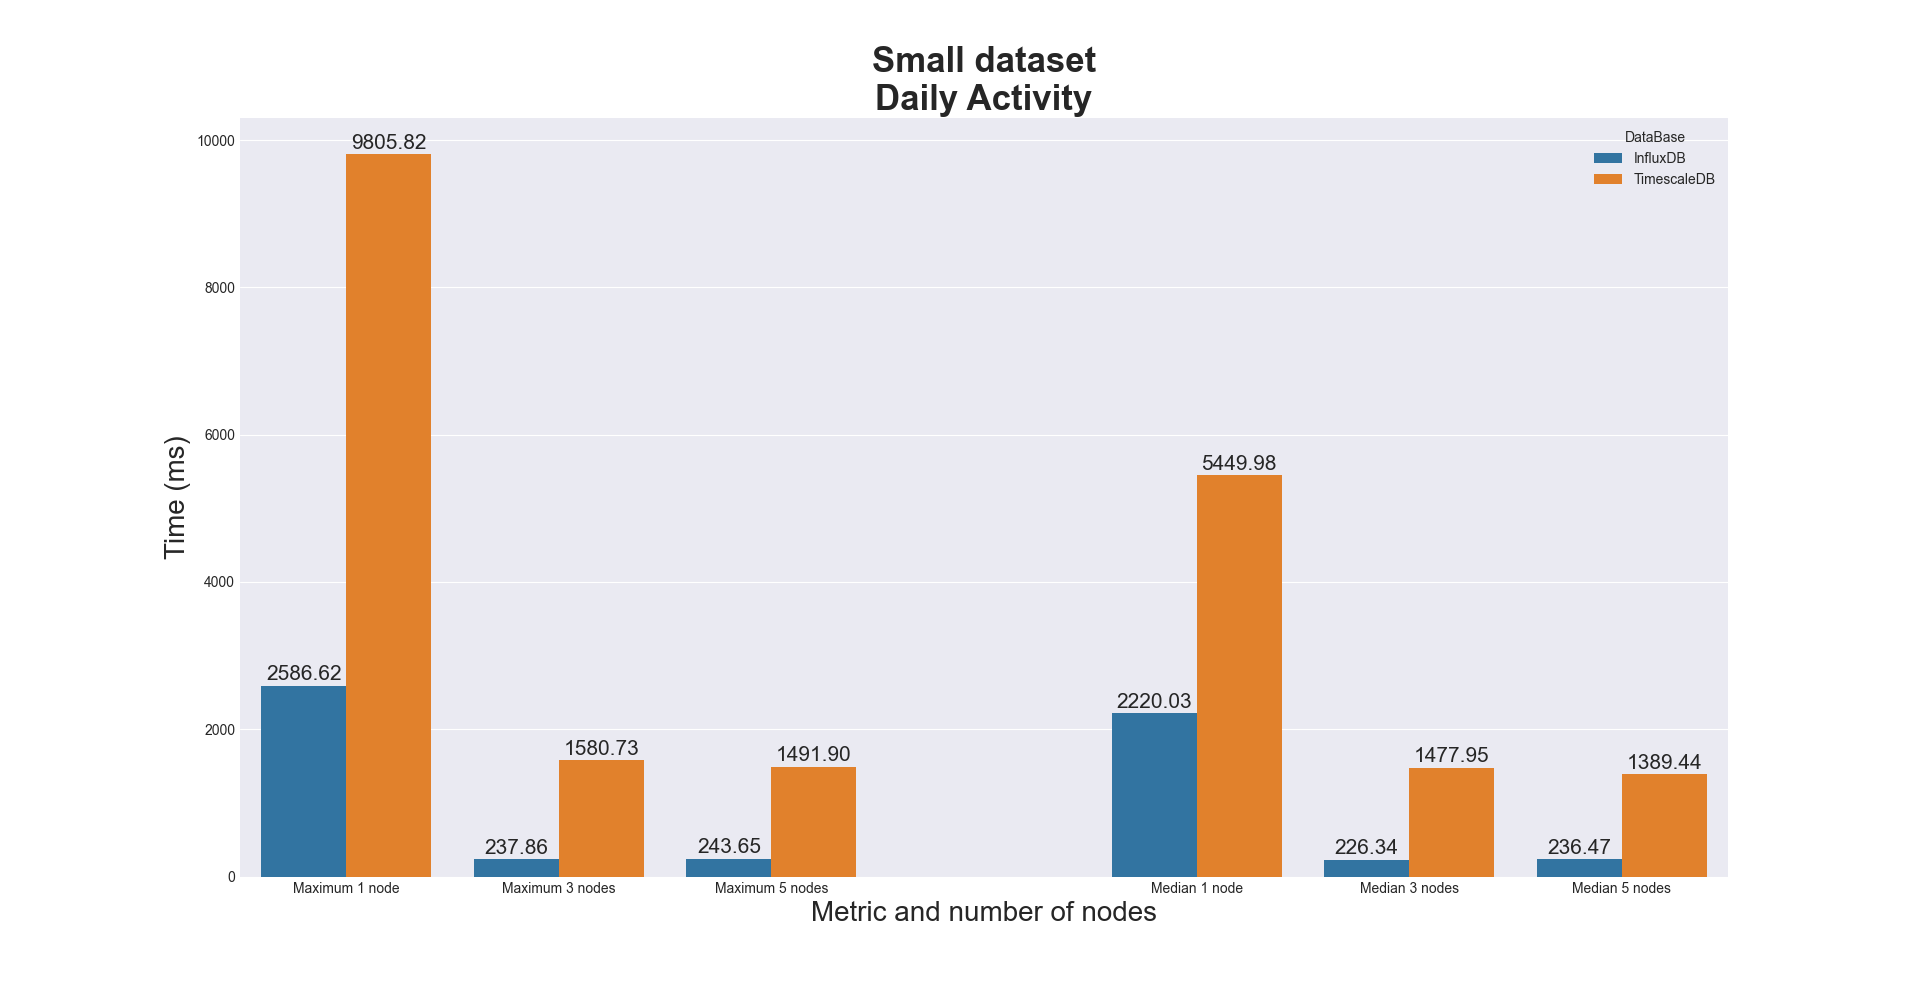 Small dataset
Daily Activity
DataBase
InfluxDB
TimescaleDB
Time (ms)
10000
8000
6000
4000
2000
0
2586.62
9805.82
237.86
1580.73
243.65
1491.90
2220.03
5449.98
226.34
1477.95
236.47
1389.44
Maximum 1 node
Maximum 3 nodes
Maximum 5 nodes
Median 1 node
Median 3 nodes
Median 5 nodes
Metric and number of nodes